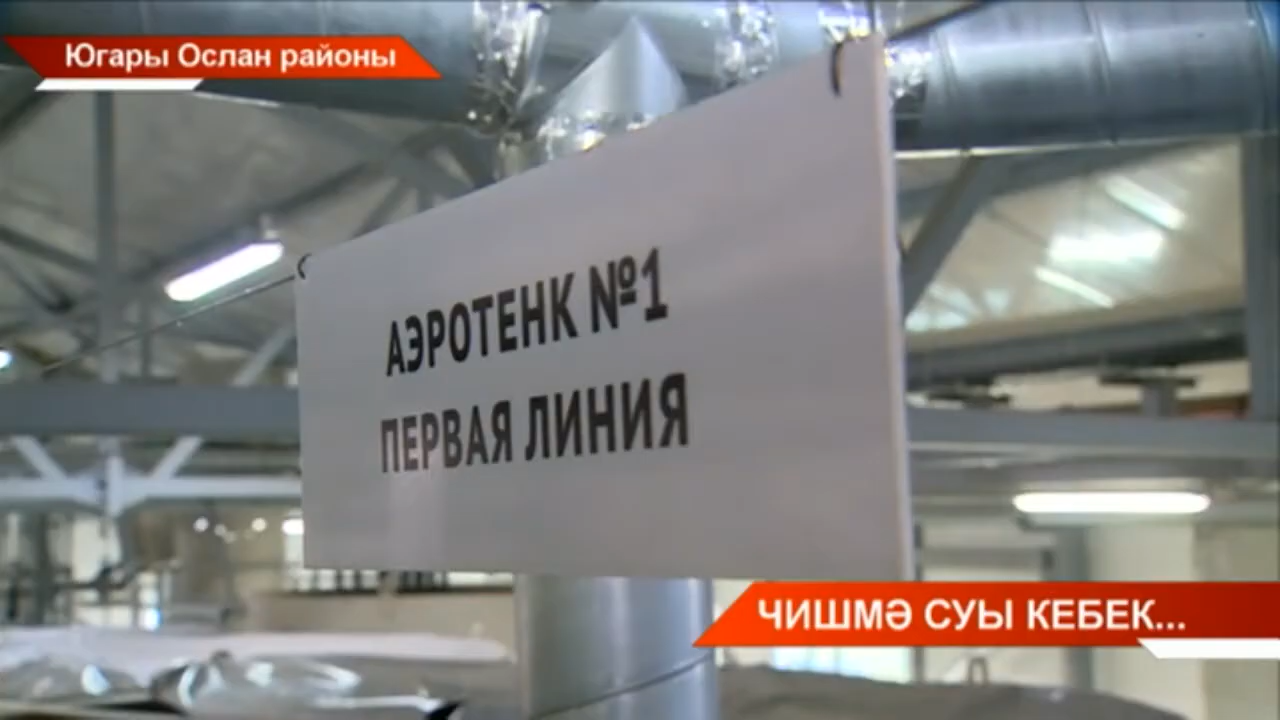 Югары Ослан районы
АЭРОТЕНК №1
ПЕРВАЯ ЛИНИЯ
ЧИШМӘ СУЫ КЕБЕК...